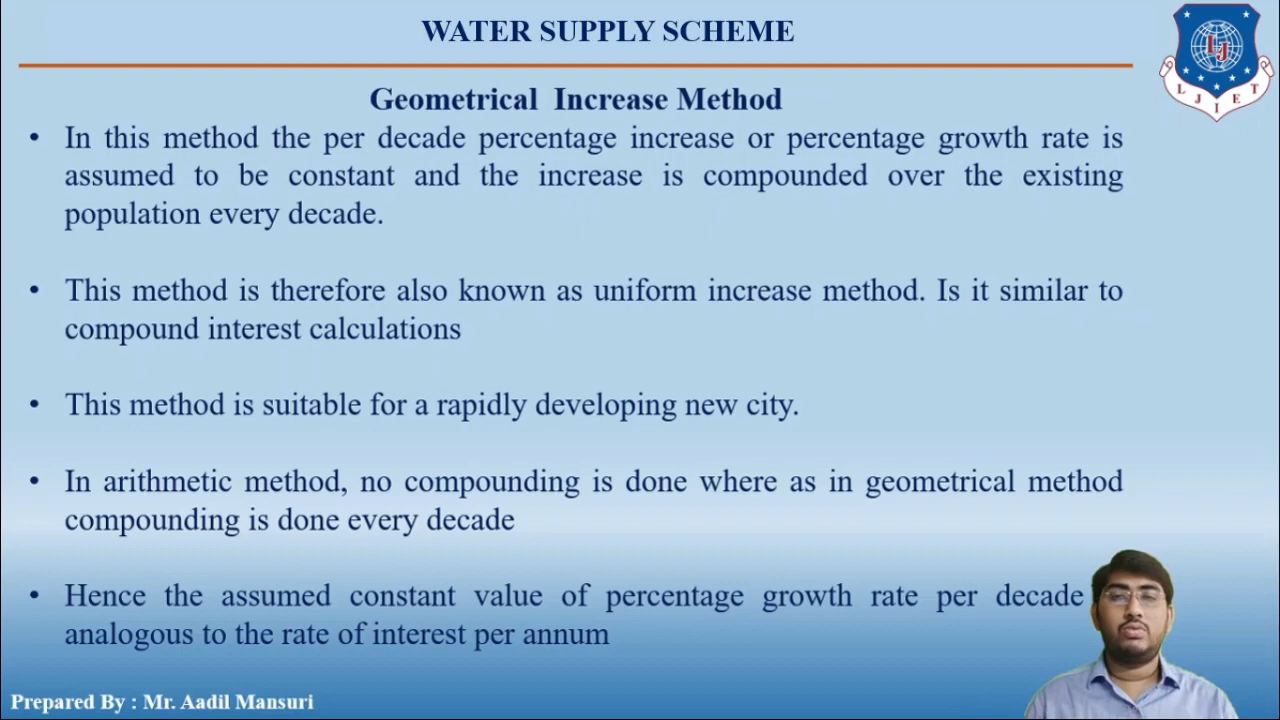 WATER SUPPLY SCHEME
LJ
LJIET
Geometrical Increase Method
• In this method the per decade percentage increase or percentage growth rate is
assumed to be constant and the increase is compounded over the existing
population every decade.
• This method is therefore also known as uniform increase method. Is it similar to
compound interest calculations
• This method is suitable for a rapidly developing new city.
• In arithmetic method, no compounding is done where as in geometrical method
compounding is done every decade
• Hence the assumed constant value of percentage growth rate per decade
analogous to the rate of interest per annum
Prepared By : Mr. Aadil Mansuri